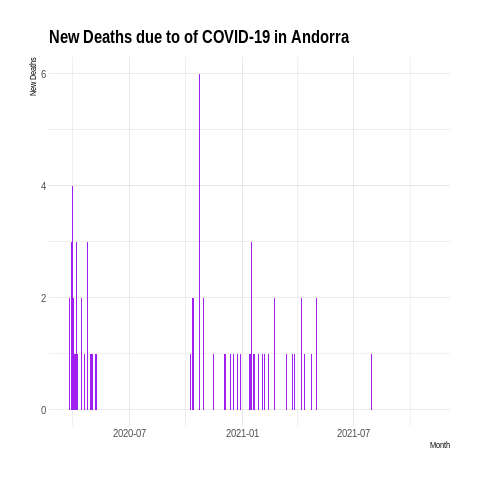 New Deaths due to of COVID-19 in Andorra
New Deaths
6
4
2
0
2020-07
2021-01
2021-07
Month